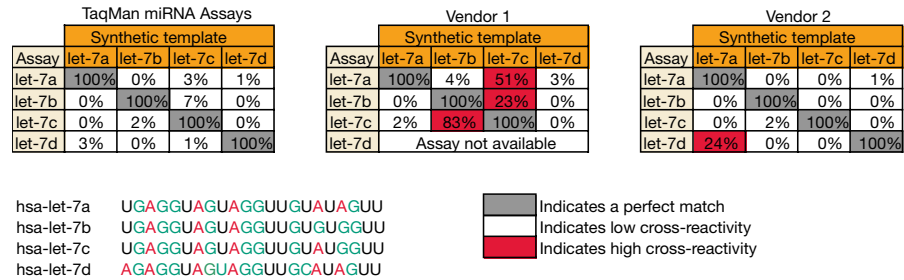 TaqMan miRNA Assays
Synthetic template
Assay let-7a let-7b let-7c let-7d
let-7a 100% 0% 3% 1%
let-7b 0% 100% 7% 0%
let-7c 0% 2% 100% 0%
let-7d 3% 0% 1% 100%
Vendor 1
Synthetic template
Assay let-7a let-7b let-7c let-7d
let-7a 100% 4% 51% 3%
let-7b 0% 100% 23% 0%
let-7c 2% 83% 100% 0%
let-7d Assay not available
Vendor 2
Synthetic template
Assay let-7a let-7b let-7c let-7d
let-7a 100% 0% 0% 1%
let-7b 0% 100% 0% 0%
let-7c 0% 2% 100% 0%
let-7d 24% 0% 0% 100%
hsa-let-7a UGAGGUAGUAGGUUGUAUAGUU
hsa-let-7b UGAGGUAGUAGGUUGUGUGGUU
hsa-let-7c UGAGGUAGUAGGUUGUAUGGUU
hsa-let-7d AGAGGUAGUAGGUUGCAUAGUU
Indicates a perfect match
Indicates low cross-reactivity
Indicates high cross-reactivity